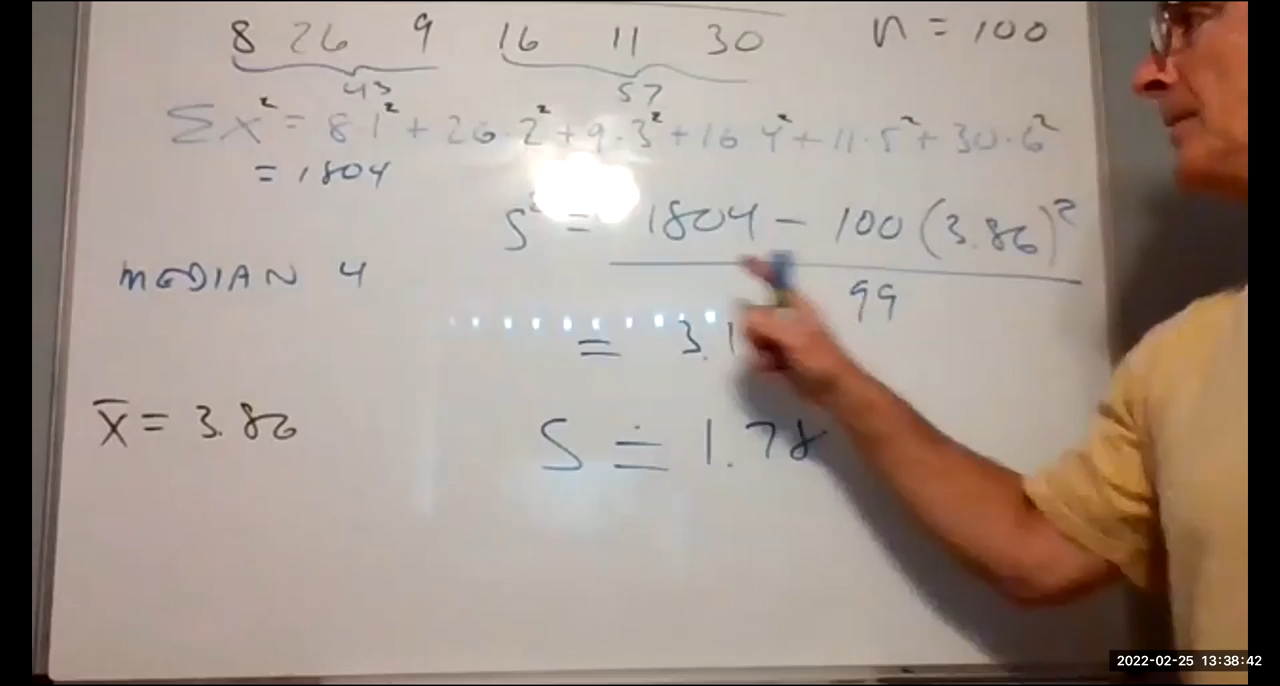 8 26 9 16 11 30 n = 100
43 57
Σx² = 8·1² + 26·2² + 9·3² + 16·4² + 11·5² + 30·6²
= 1804
S² = 1804 - 100(3.86)²
99
MEDIAN 4
= 3.1
x̄ = 3.86
S ≐ 1.78
2022-02-25 13:38:42